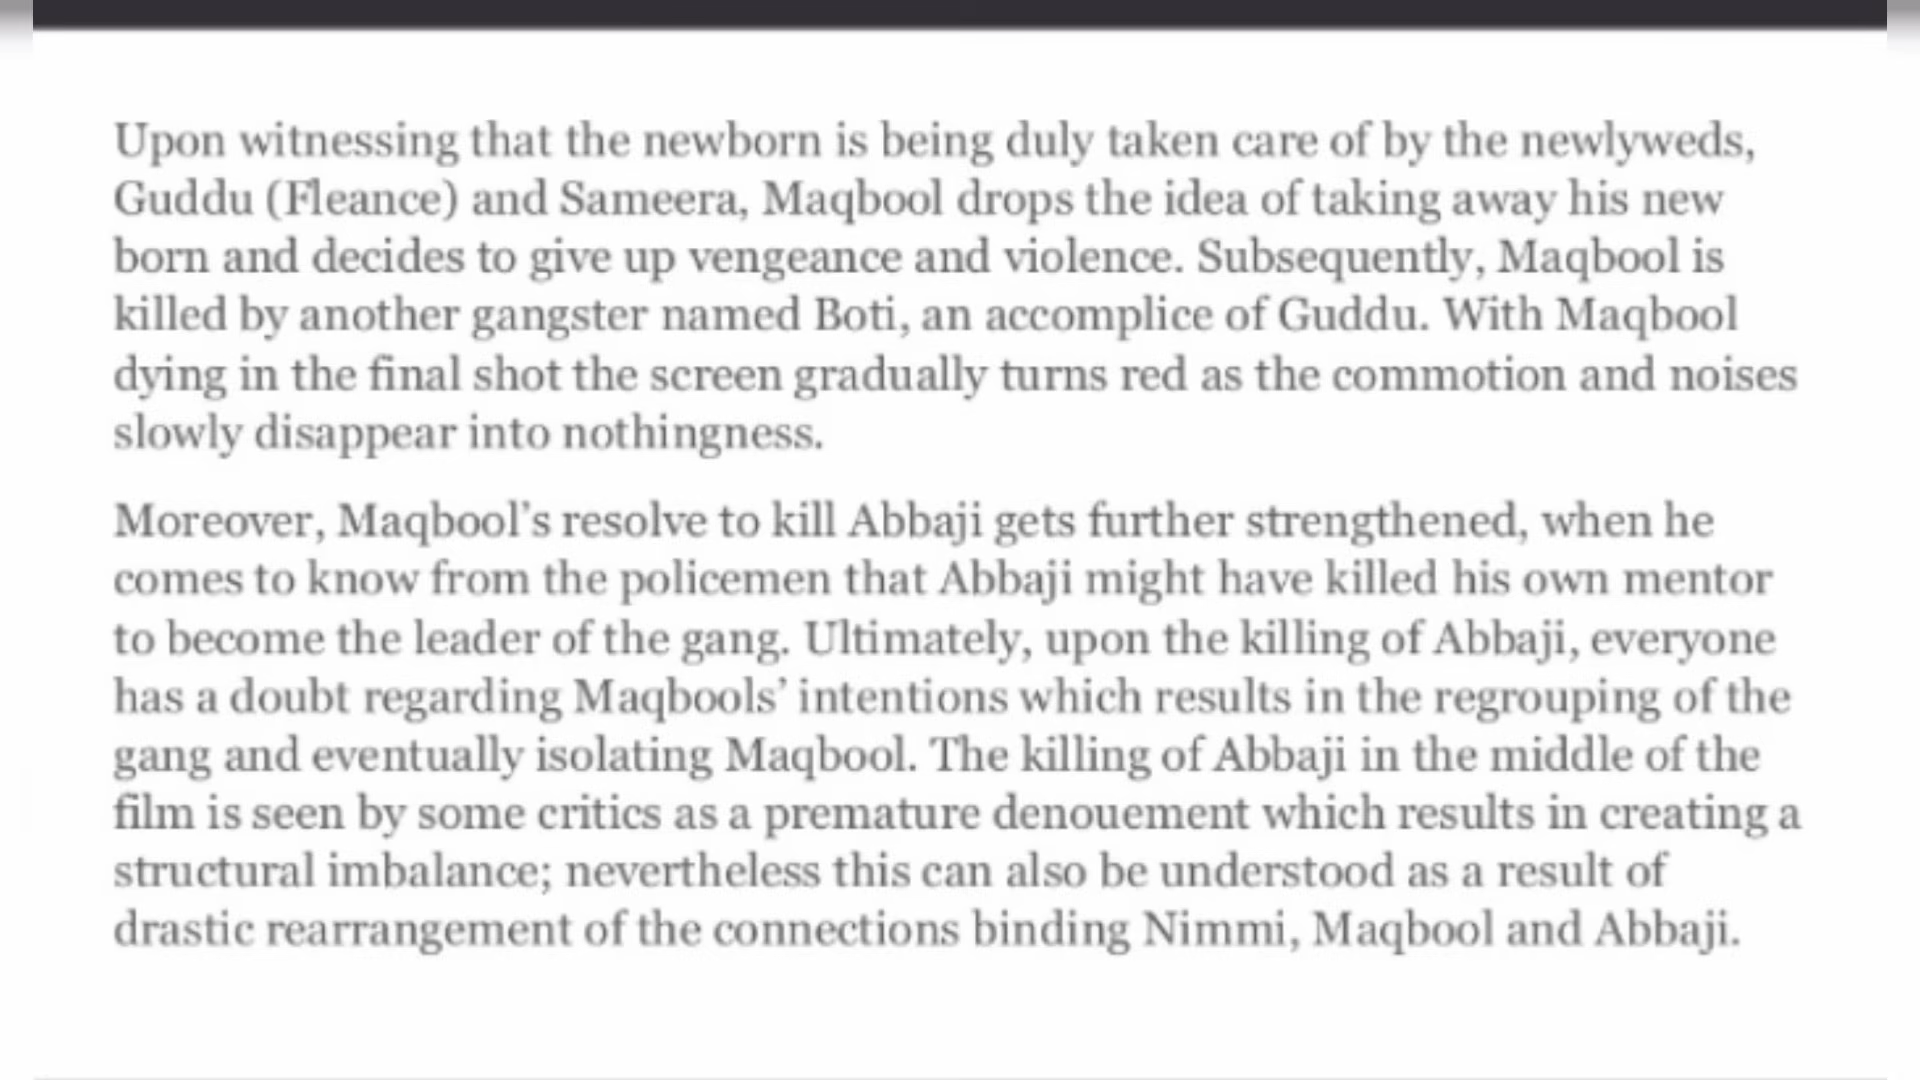 Upon witnessing that the newborn is being duly taken care of by the newlyweds,
Guddu (Fleance) and Sameera, Maqbool drops the idea of taking away his new
born and decides to give up vengeance and violence. Subsequently, Maqbool is
killed by another gangster named Boti, an accomplice of Guddu. With Maqbool
dying in the final shot the screen gradually turns red as the commotion and noises
slowly disappear into nothingness.
Moreover, Maqbool's resolve to kill Abbaji gets further strengthened, when he
comes to know from the policemen that Abbaji might have killed his own mentor
to become the leader of the gang. Ultimately, upon the killing of Abbaji, everyone
has a doubt regarding Maqbools’ intentions which results in the regrouping of the
gang and eventually isolating Maqbool. The killing of Abbaji in the middle of the
film is seen by some critics as a premature denouement which results in creating a
structural imbalance; nevertheless this can also be understood as a result of
drastic rearrangement of the connections binding Nimmi, Maqbool and Abbaji.